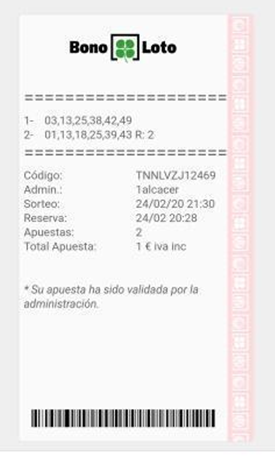 Bono Loto
==========================
1- 03,13,25,38,42,49
2- 01,13,18,25,39,43 R: 2
==========================
Código: TNNLVZJ12469
Admin.: 1alcacer
Sorteo: 24/02/20 21:30
Reserva: 24/02 20:28
Apuestas: 2
Total Apuesta: 1 € iva inc
* Su apuesta ha sido validada por la
administración.